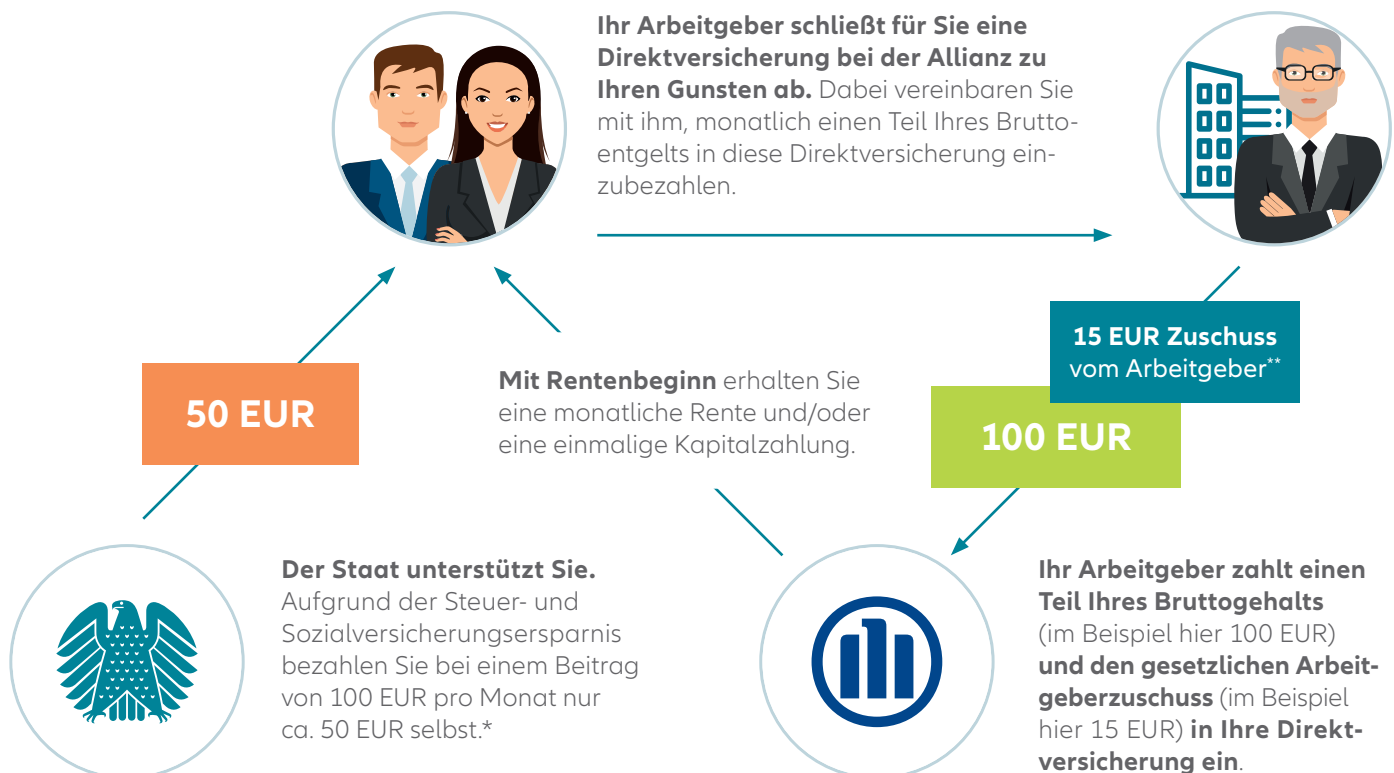 Ihr Arbeitgeber schließt für Sie eine
Direktversicherung bei der Allianz zu
Ihren Gunsten ab. Dabei vereinbaren Sie
mit ihm, monatlich einen Teil Ihres Brutto-
entgelts in diese Direktversicherung ein-
zubezahlen.
15 EUR Zuschuss
vom Arbeitgeber**
50 EUR
Mit Rentenbeginn erhalten Sie
eine monatliche Rente und/oder
eine einmalige Kapitalzahlung.
100 EUR
Der Staat unterstützt Sie.
Aufgrund der Steuer- und
Sozialversicherungsersparnis
bezahlen Sie bei einem Beitrag
von 100 EUR pro Monat nur
ca. 50 EUR selbst.*
Ihr Arbeitgeber zahlt einen
Teil Ihres Bruttogehalts
(im Beispiel hier 100 EUR)
und den gesetzlichen Arbeit-
geberzuschuss (im Beispiel
hier 15 EUR) in Ihre Direkt-
versicherung ein.